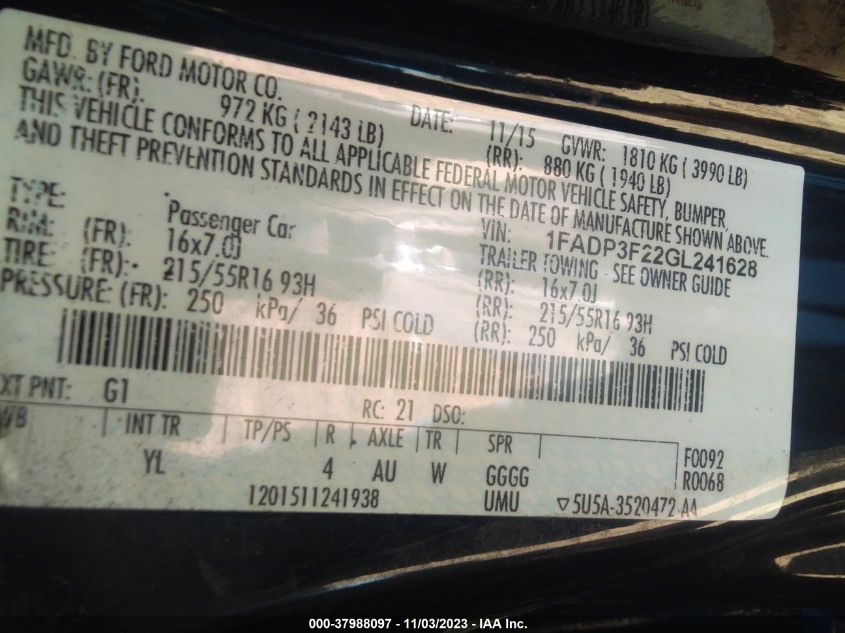 MFD. BY FORD MOTOR CO.
DATE: 11/15 GVWR: 1810 KG ( 3990 LB)
GAWR: (FR): 972 KG ( 2143 LB) (RR): 880 KG ( 1940 LB)
THIS VEHICLE CONFORMS TO ALL APPLICABLE FEDERAL MOTOR VEHICLE SAFETY, BUMPER,
AND THEFT PREVENTION STANDARDS IN EFFECT ON THE DATE OF MANUFACTURE SHOWN ABOVE.
VIN: 1FADP3F22GL241628
TYPE: Passenger Car TRAILER TOWING - SEE OWNER GUIDE
RIM: (FR): 16x7.0J (RR): 16x7.0J
TIRE: (FR): 215/55R16 93H (RR): 215/55R16 93H
PRESSURE: (FR): 250 kPa/ 36 PSI COLD (RR): 250 kPa/ 36 PSI COLD
XT PNT: G1 RC: 21 DSO:
WB INT TR TP/PS R AXLE TR SPR F0092
YL 4 AU W GGGG R0068
1201511241938 UMU ▽5U5A-3520472-AA
000-37988097 - 11/03/2023 - IAA Inc.